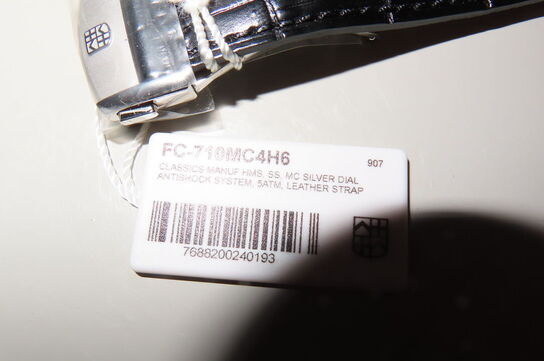 FC-710MC4H6
907
CLASSICS MANUF HMS, SS, MC SILVER DIAL
ANTISHOCK SYSTEM, 5ATM, LEATHER STRAP
7688200240193